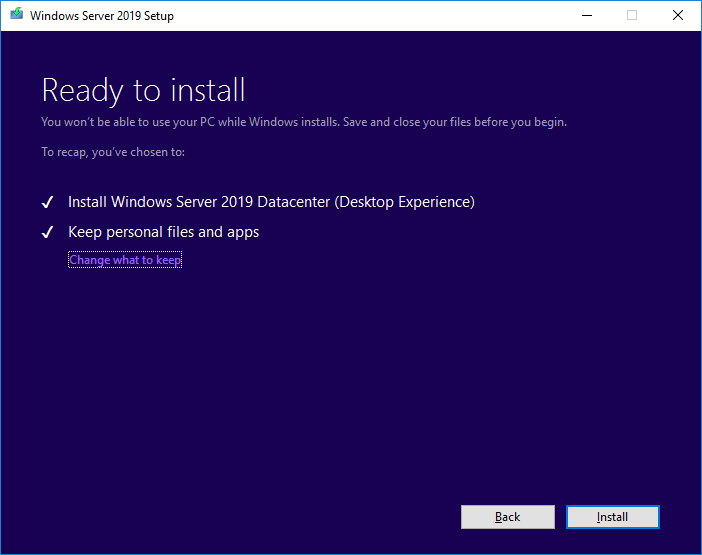 Windows Server 2019 Setup
Ready to install
You won't be able to use your PC while Windows installs. Save and close your files before you begin.
To recap, you've chosen to:
Install Windows Server 2019 Datacenter (Desktop Experience)
Keep personal files and apps
Change what to keep
Back
Install